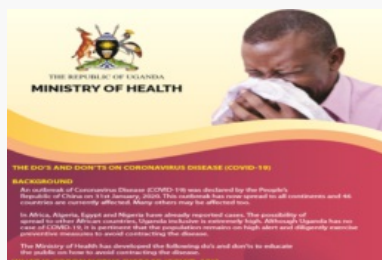 THE REPUBLIC OF UGANDA
MINISTRY OF HEALTH
THE DO'S AND DON'TS ON CORONAVIRUS DISEASE (COVID-19)
BACKGROUND
An outbreak of Coronavirus Disease (COVID-19) was declared by the People's
Republic of China on 31st January, 2020. This outbreak has now spread to all continents and 46
countries are currently affected. Many others may be affected too.
In Africa, Algeria, Egypt and Nigeria have already reported cases. The possibility of
spread to other African countries, Uganda inclusive is extremely high. Although Uganda has no
case of COVID-19, it is pertinent that the population remains on high alert and diligently exercise
preventive measures to avoid contracting the disease.
The Ministry of Health has developed the following do's and don'ts to educate
the public on how to avoid contracting the disease.